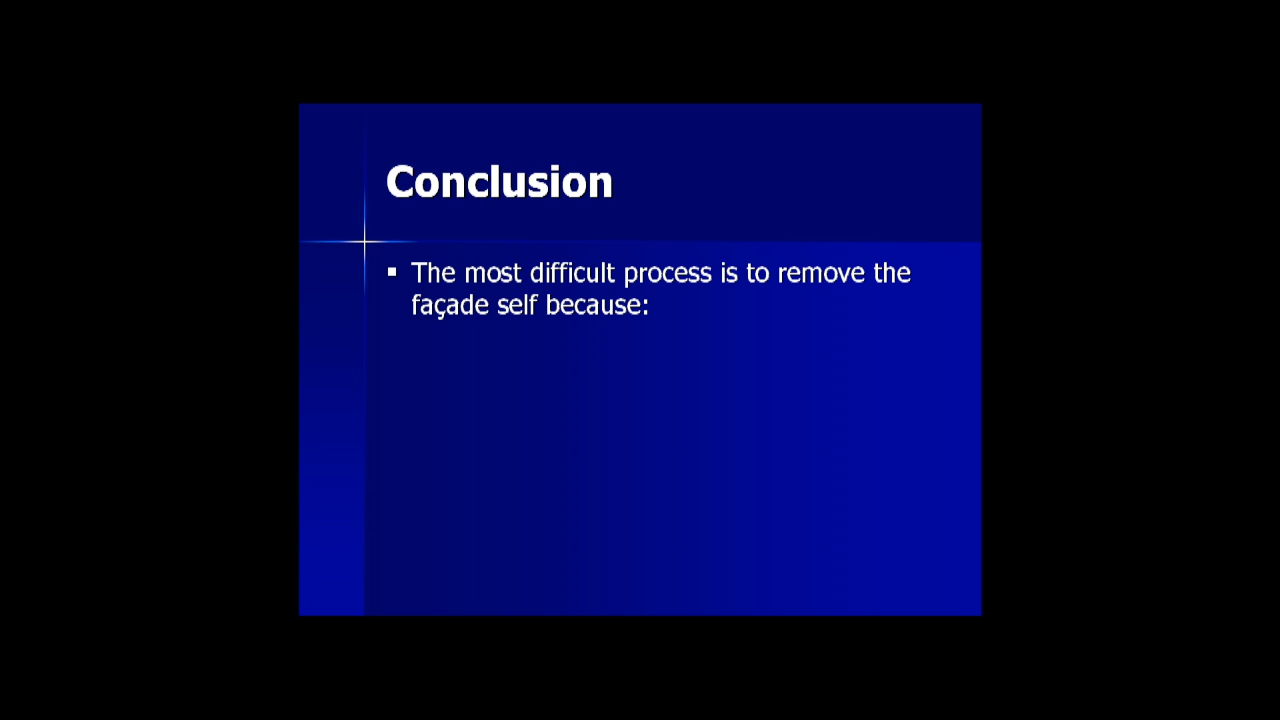 Conclusion
▪ The most difficult process is to remove the
façade self because: